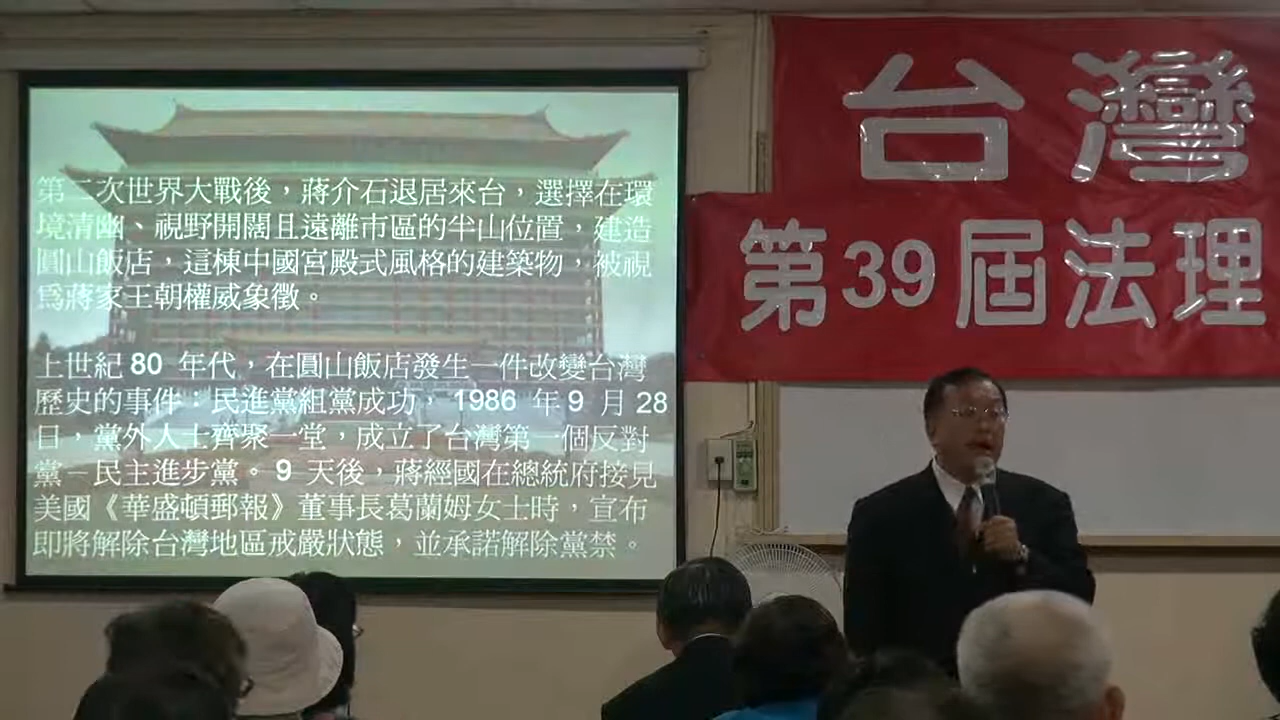 第二次世界大戰後，蔣介石退居來台，選擇在環
境清幽、視野開闊且遠離市區的半山位置，建造
圓山飯店，這棟中國宮殿式風格的建築物，被視
爲蔣家王朝權威象徵。
上世紀 80 年代，在圓山飯店發生一件改變台灣
歷史的事件：民進黨組黨成功， 1986 年 9 月 28
日，黨外人士齊聚一堂，成立了台灣第一個反對
黨－民主進步黨。 9 天後，蔣經國在總統府接見
美國《華盛頓郵報》董事長葛蘭姆女士時，宣布
即將解除台灣地區戒嚴狀態，並承諾解除黨禁。
台灣
第39屆法理